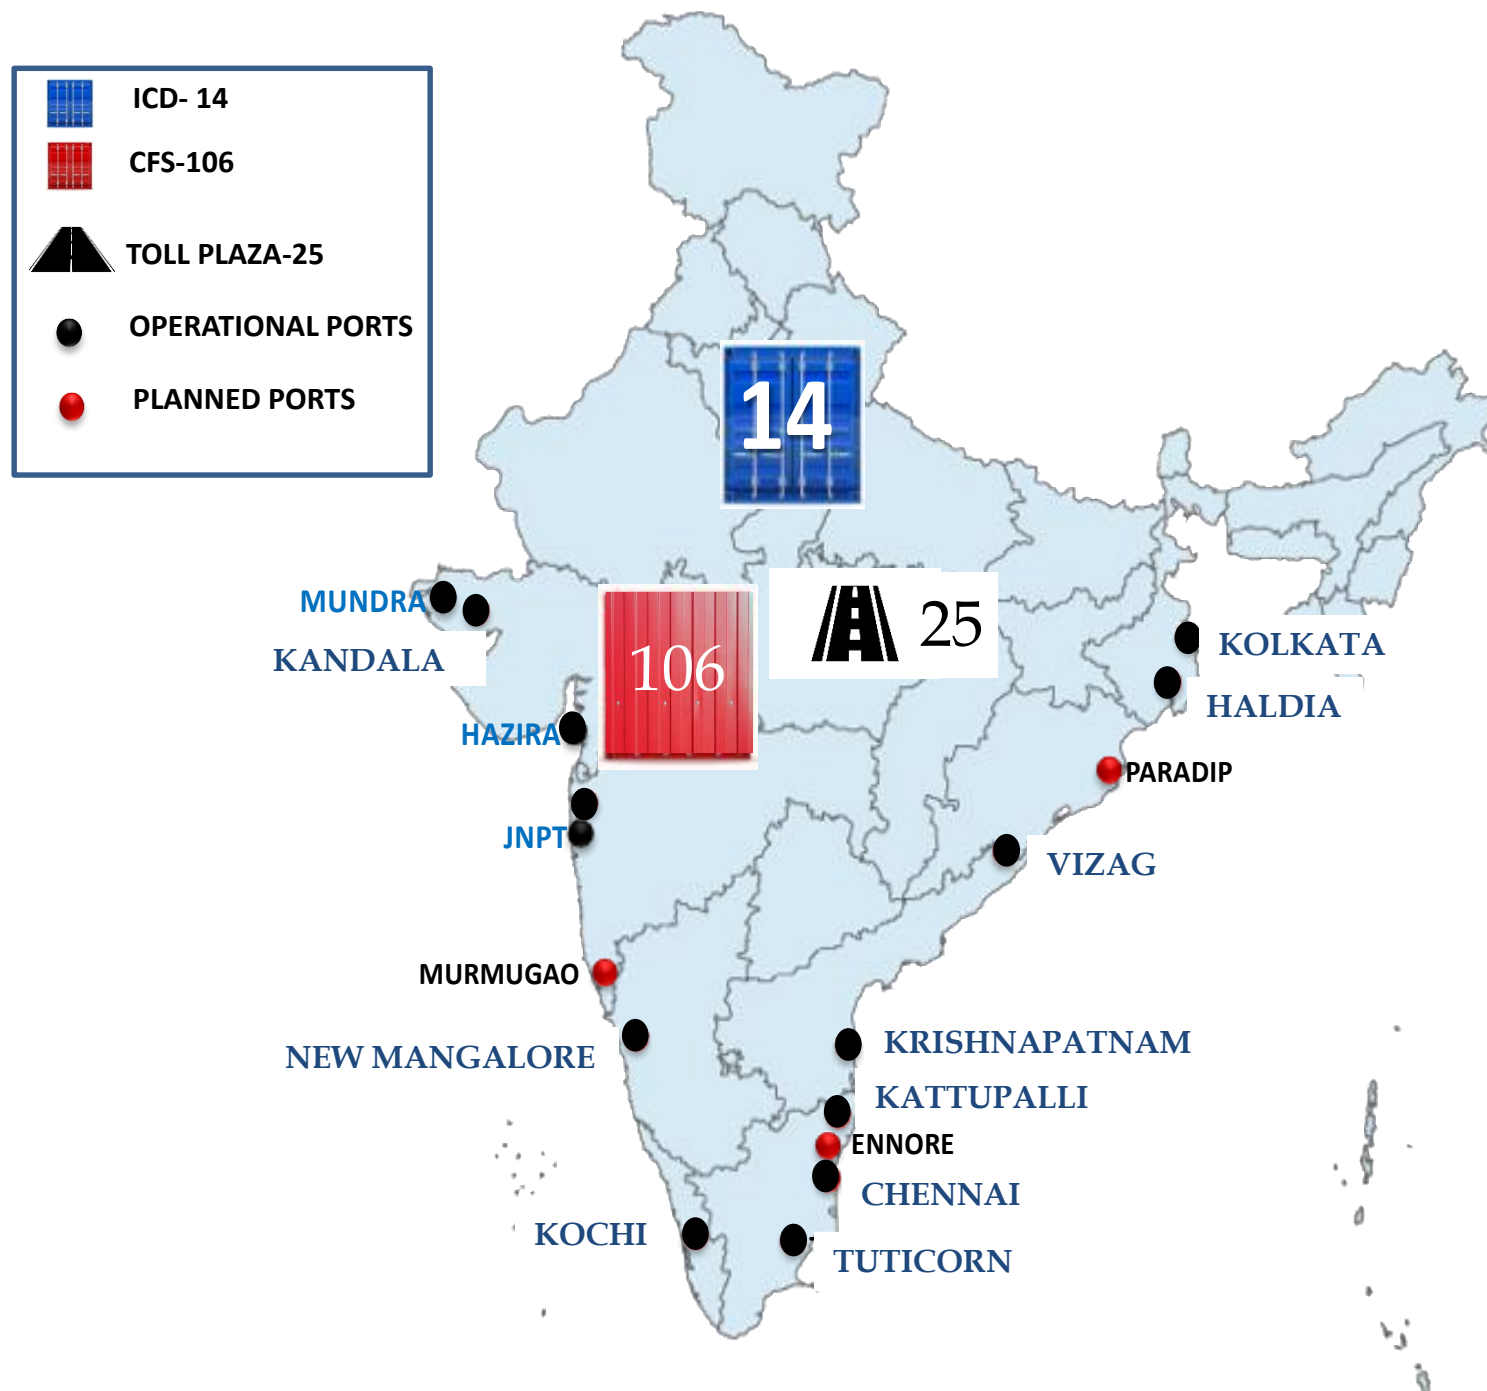 ICD- 14
CFS-106
TOLL PLAZA-25
OPERATIONAL PORTS
PLANNED PORTS
14
106
25
MUNDRA
KANDALA
HAZIRA
JNPT
MURMUGAO
NEW MANGALORE
KOCHI
KOLKATA
HALDIA
PARADIP
VIZAG
KRISHNAPATNAM
KATTUPALLI
ENNORE
CHENNAI
TUTICORN